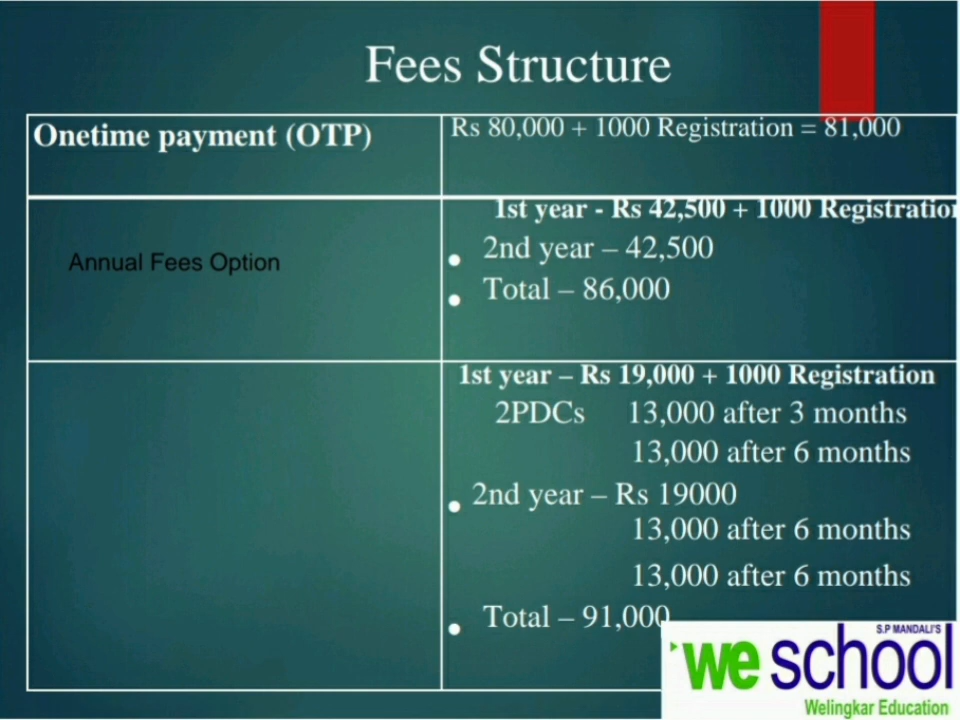 Fees Structure
Onetime payment (OTP)
Rs 80,000 + 1000 Registration = 81,000
Annual Fees Option
1st year - Rs 42,500 + 1000 Registration
• 2nd year – 42,500
• Total – 86,000
1st year – Rs 19,000 + 1000 Registration
2PDCs 13,000 after 3 months
13,000 after 6 months
• 2nd year – Rs 19000
13,000 after 6 months
13,000 after 6 months
• Total – 91,000
S.P MANDALI'S
we school
Welingkar Education